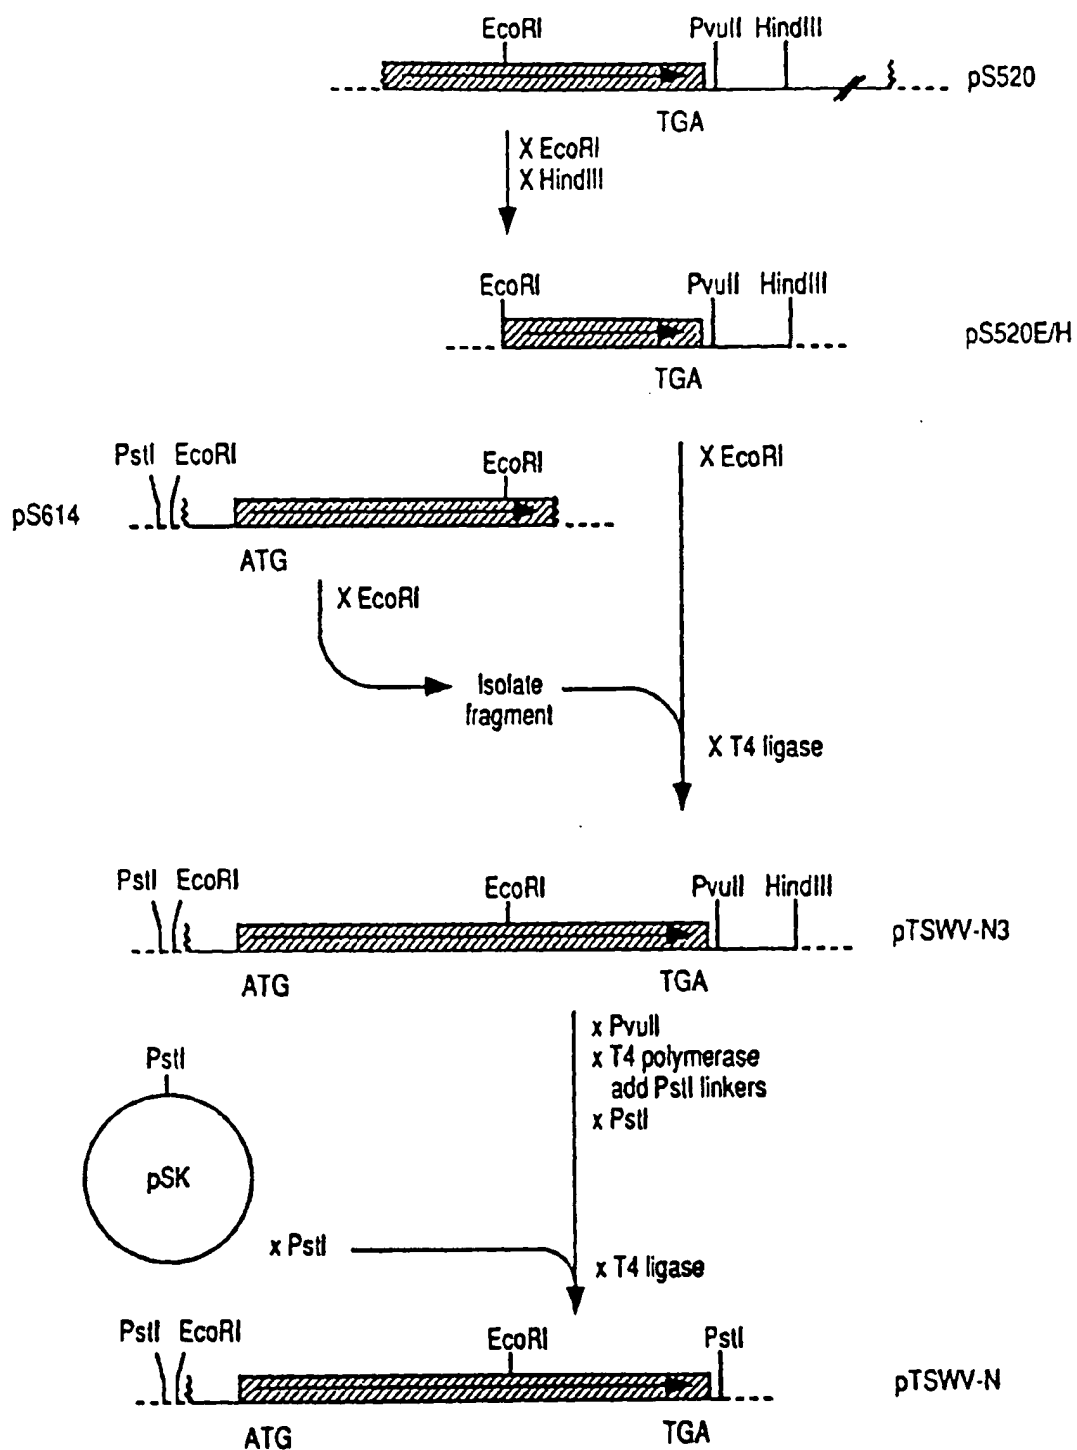 EcoRI PvuII HindIII
pS520
TGA
X EcoRI
X HindIII
EcoRI PvuII HindIII
pS520E/H
TGA
PstI EcoRI EcoRI
X EcoRI
pS614
ATG
X EcoRI
Isolate
fragment
X T4 ligase
PstI EcoRI EcoRI PvuII HindIII
pTSWV-N3
ATG TGA
x PvuII
x T4 polymerase
add PstI linkers
x PstI
PstI
pSK
x PstI
x T4 ligase
PstI EcoRI EcoRI PstI
pTSWV-N
ATG TGA